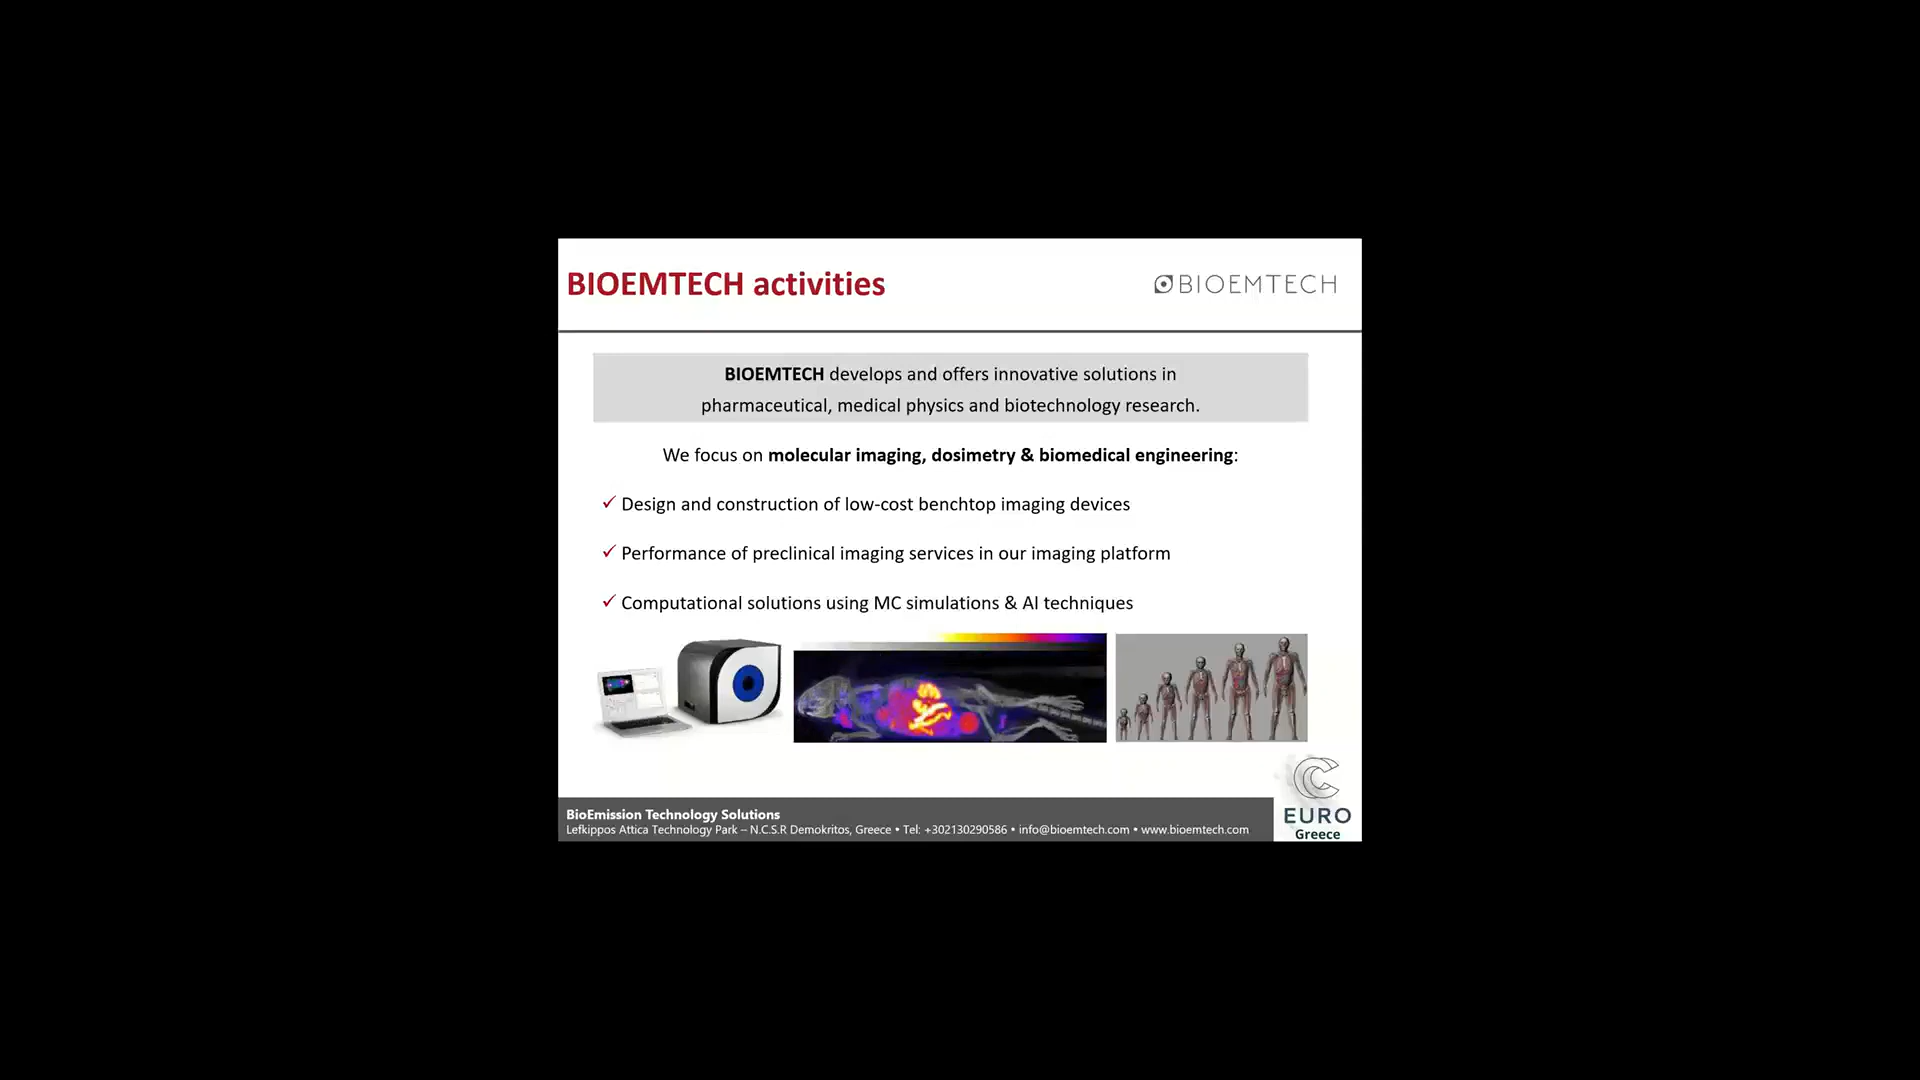 BIOEMTECH activities
BIOEMTECH
BIOEMTECH develops and offers innovative solutions in
pharmaceutical, medical physics and biotechnology research.
We focus on molecular imaging, dosimetry & biomedical engineering:
✓ Design and construction of low-cost benchtop imaging devices
✓ Performance of preclinical imaging services in our imaging platform
✓ Computational solutions using MC simulations & AI techniques
BioEmission Technology Solutions
Lefkippos Attica Technology Park – N.C.S.R Demokritos, Greece • Tel: +302130290586 • info@bioemtech.com • www.bioemtech.com
EURO
Greece